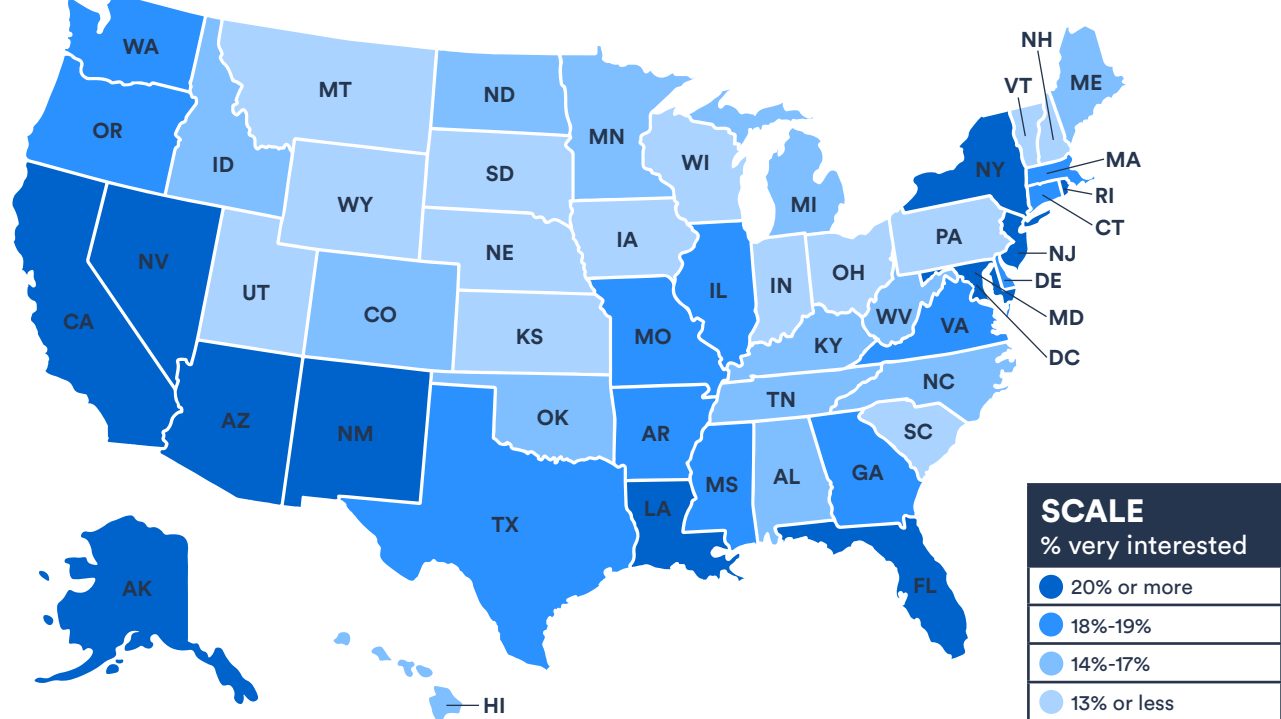 NH
WA
VT
ME
MT
ND
OR
MN
MA
ID
SD
WI
NY
RI
WY
MI
CT
PA
IA
NE
NJ
NV
OH
DE
UT
IN
IL
CO
WV
MD
CA
VA
KS
MO
KY
DC
NC
TN
AZ
OK
NM
AR
SC
GA
AL
MS
LA
TX
SCALE
% very interested
AK
FL
20% or more
18%-19%
14%-17%
HI
13% or less